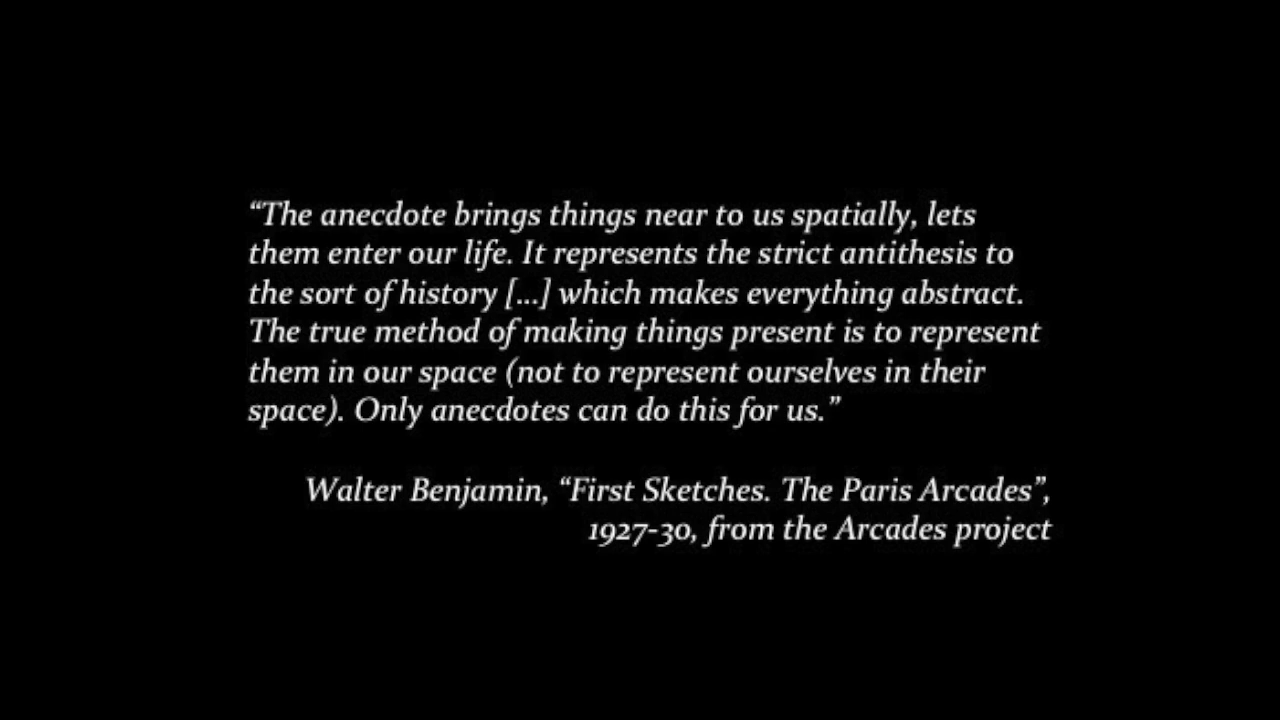 “The anecdote brings things near to us spatially, lets
them enter our life. It represents the strict antithesis to
the sort of history [...] which makes everything abstract.
The true method of making things present is to represent
them in our space (not to represent ourselves in their
space). Only anecdotes can do this for us.”
Walter Benjamin, “First Sketches. The Paris Arcades”,
1927-30, from the Arcades project